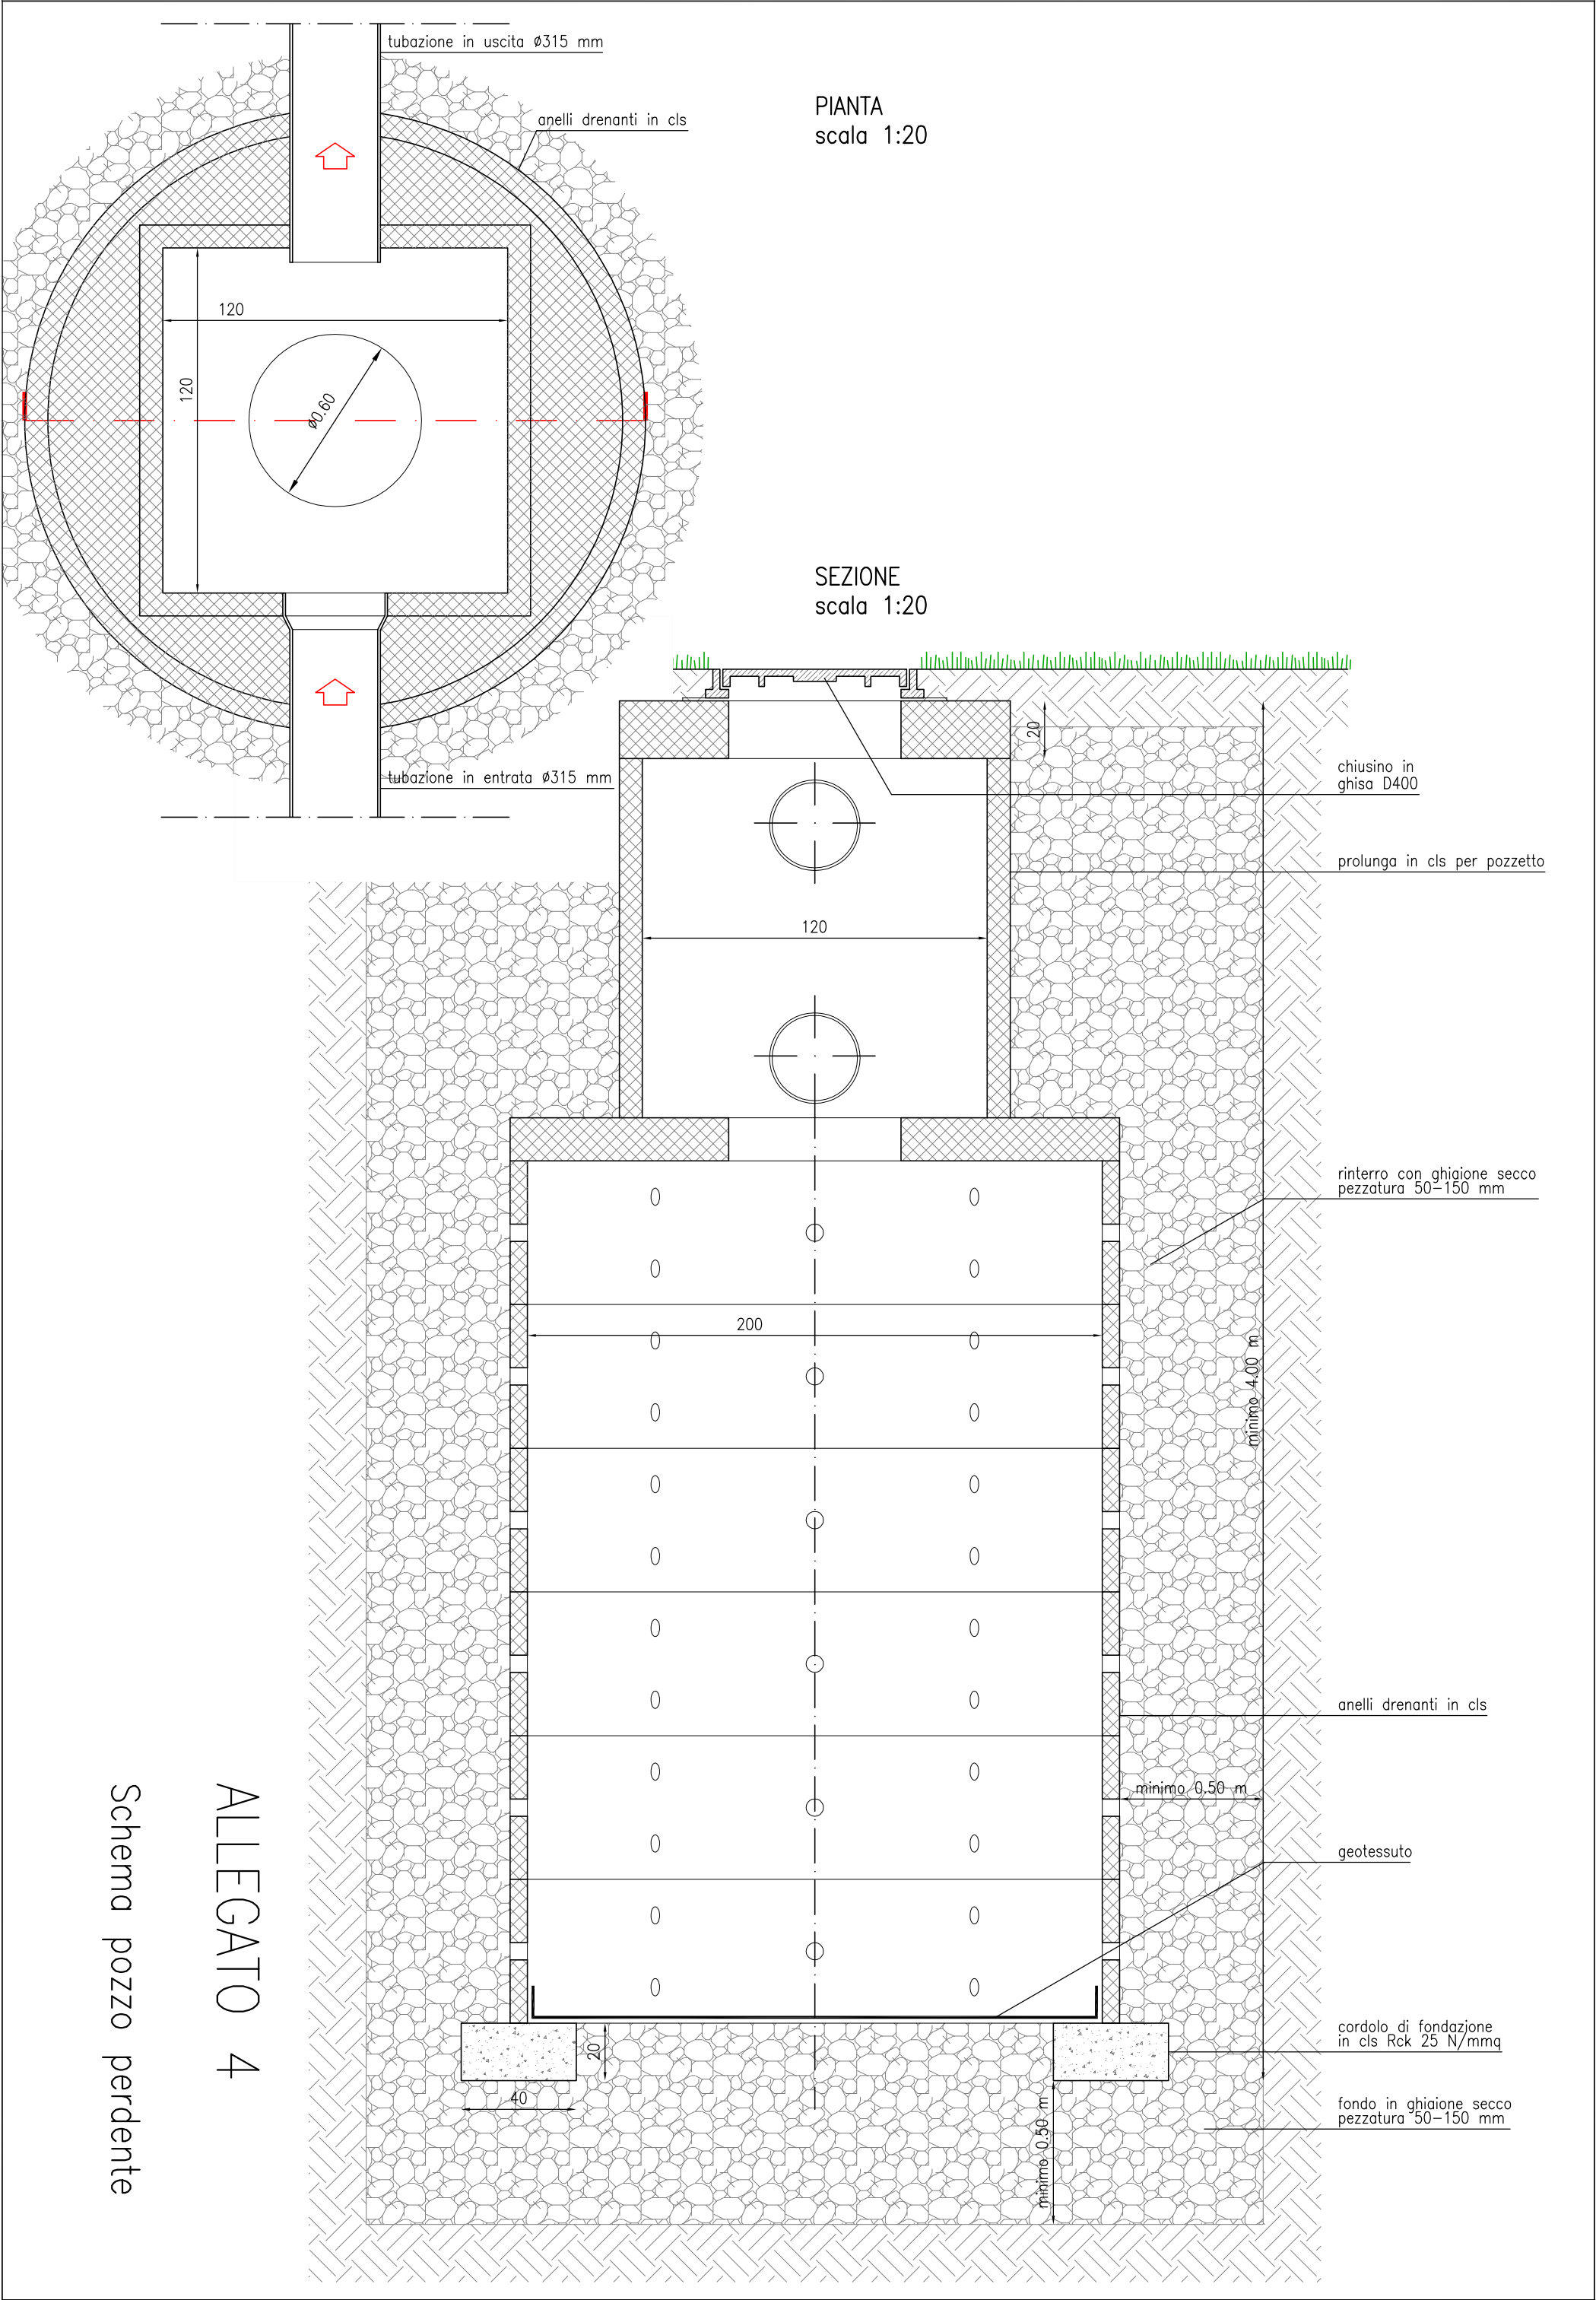 tubazione in uscita ø315 mm
anelli drenanti in cls
PIANTA
scala 1:20
120
120
ø0.60
tubazione in entrata ø315 mm
SEZIONE
scala 1:20
20
chiusino in
ghisa D400
prolunga in cls per pozzetto
120
rinterro con ghiaione secco
pezzatura 50-150 mm
200
minimo 4.00 m
anelli drenanti in cls
minimo 0.50 m
geotessuto
cordolo di fondazione
in cls Rck 25 N/mmq
20
40
minimo 0.50 m
fondo in ghiaione secco
pezzatura 50-150 mm
ALLEGATO 4
Schema pozzo perdente